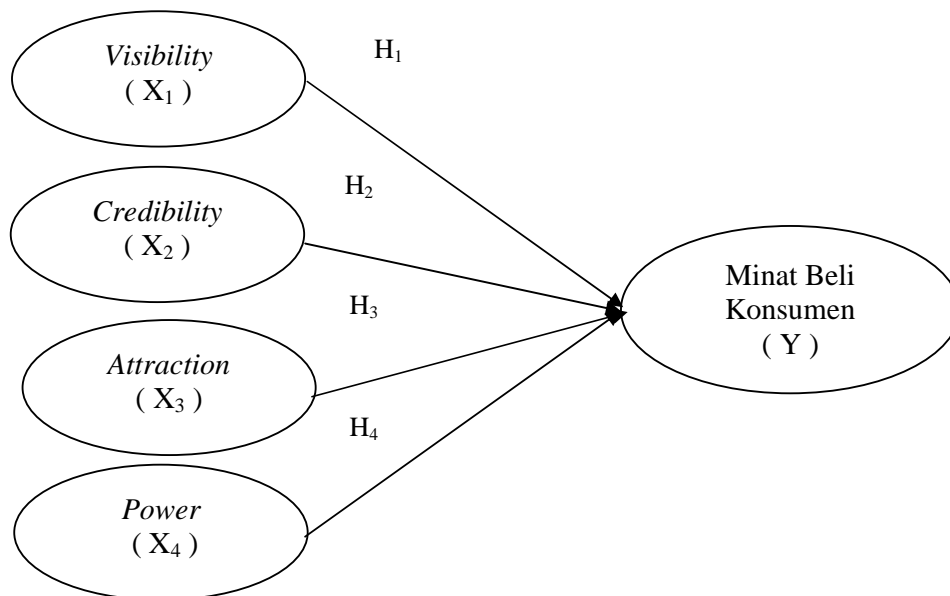 Visibility
( X₁ )
H₁
H₂
Credibility
( X₂ )
H₃
Minat Beli
Konsumen
( Y )
Attraction
( X₃ )
H₄
Power
( X₄ )